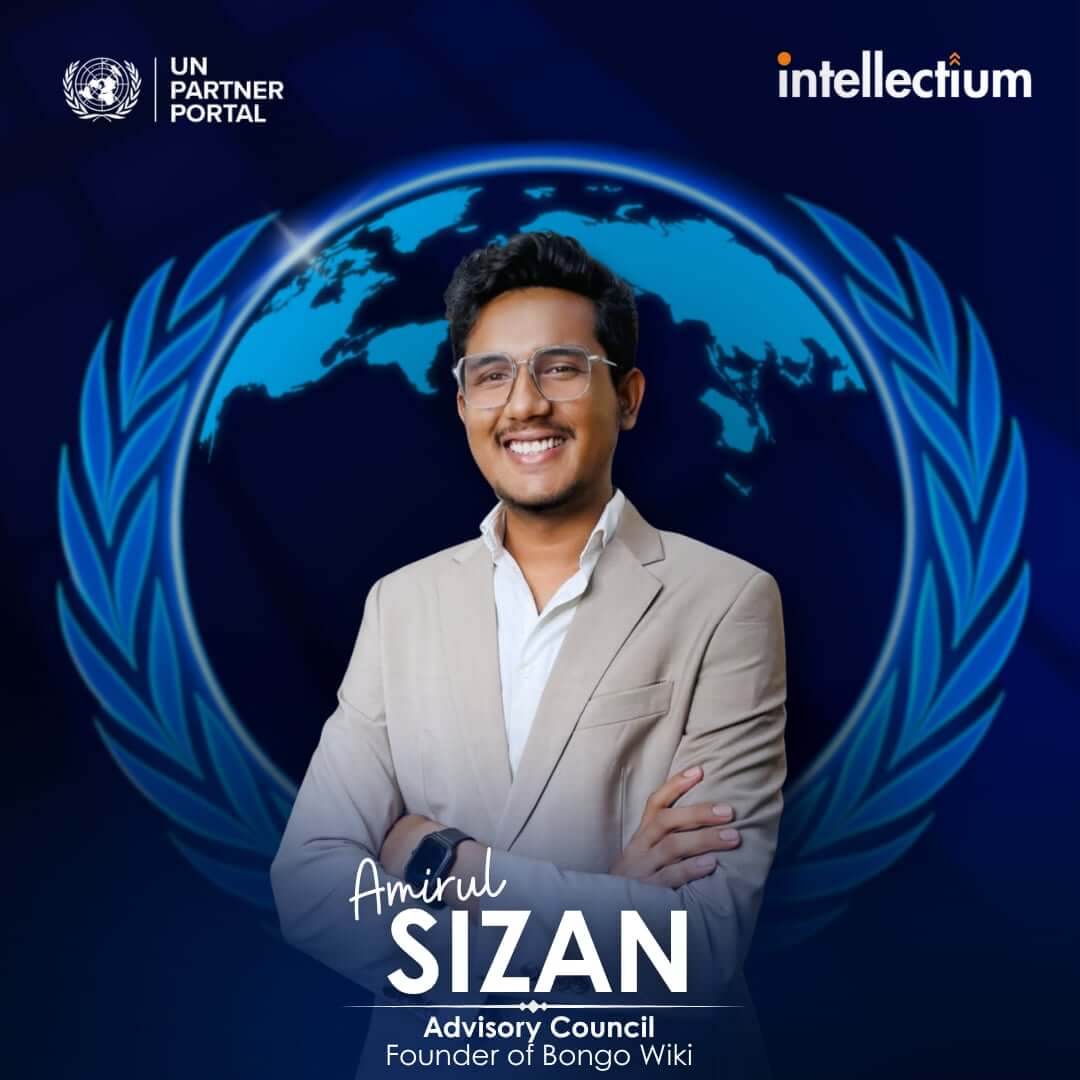 UN
PARTNER
PORTAL
intellectium
Amirul
SIZAN
Advisory Council
Founder of Bongo Wiki